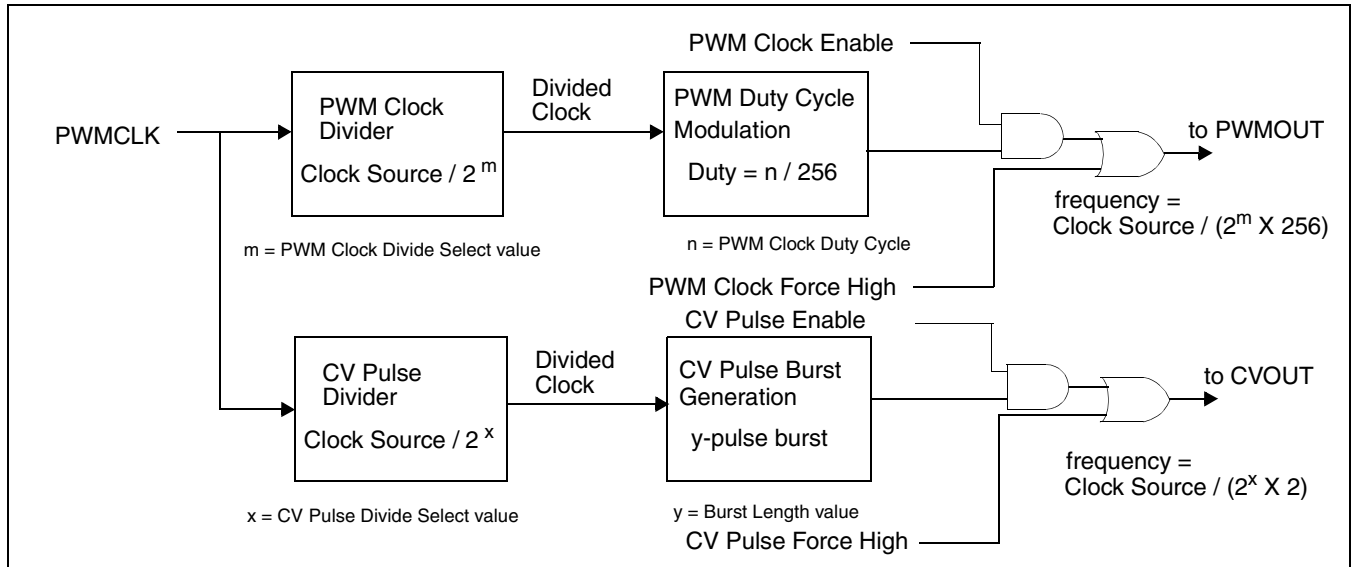 PWM Clock Enable
PWMCLK
PWM Clock
Divider
Clock Source / 2^m
m = PWM Clock Divide Select value
Divided
Clock
PWM Duty Cycle
Modulation
Duty = n / 256
n = PWM Clock Duty Cycle
to PWMOUT
frequency =
Clock Source / (2^m X 256)
PWM Clock Force High
CV Pulse Enable
CV Pulse
Divider
Clock Source / 2^x
x = CV Pulse Divide Select value
Divided
Clock
CV Pulse Burst
Generation
y-pulse burst
y = Burst Length value
to CVOUT
frequency =
Clock Source / (2^x X 2)
CV Pulse Force High